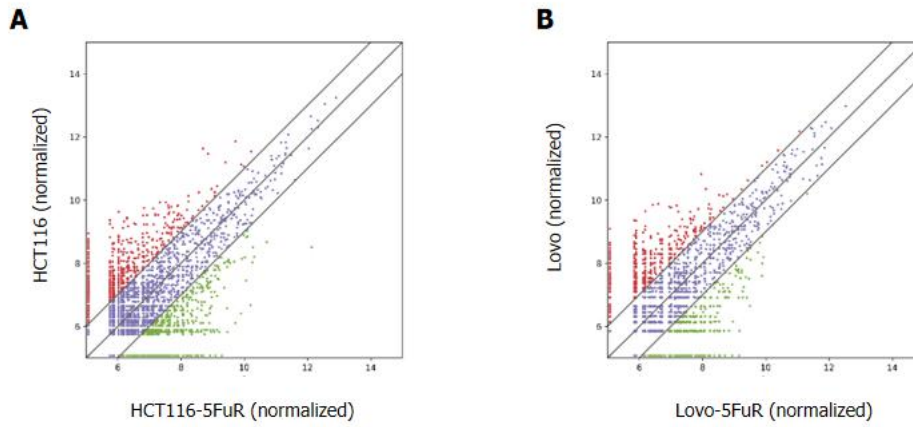 A
14
12
10
8
6
6 8 10 12 14
HCT116 (normalized)
HCT116-5FuR (normalized)
B
14
12
10
8
6
6 8 10 12 14
Lovo (normalized)
Lovo-5FuR (normalized)